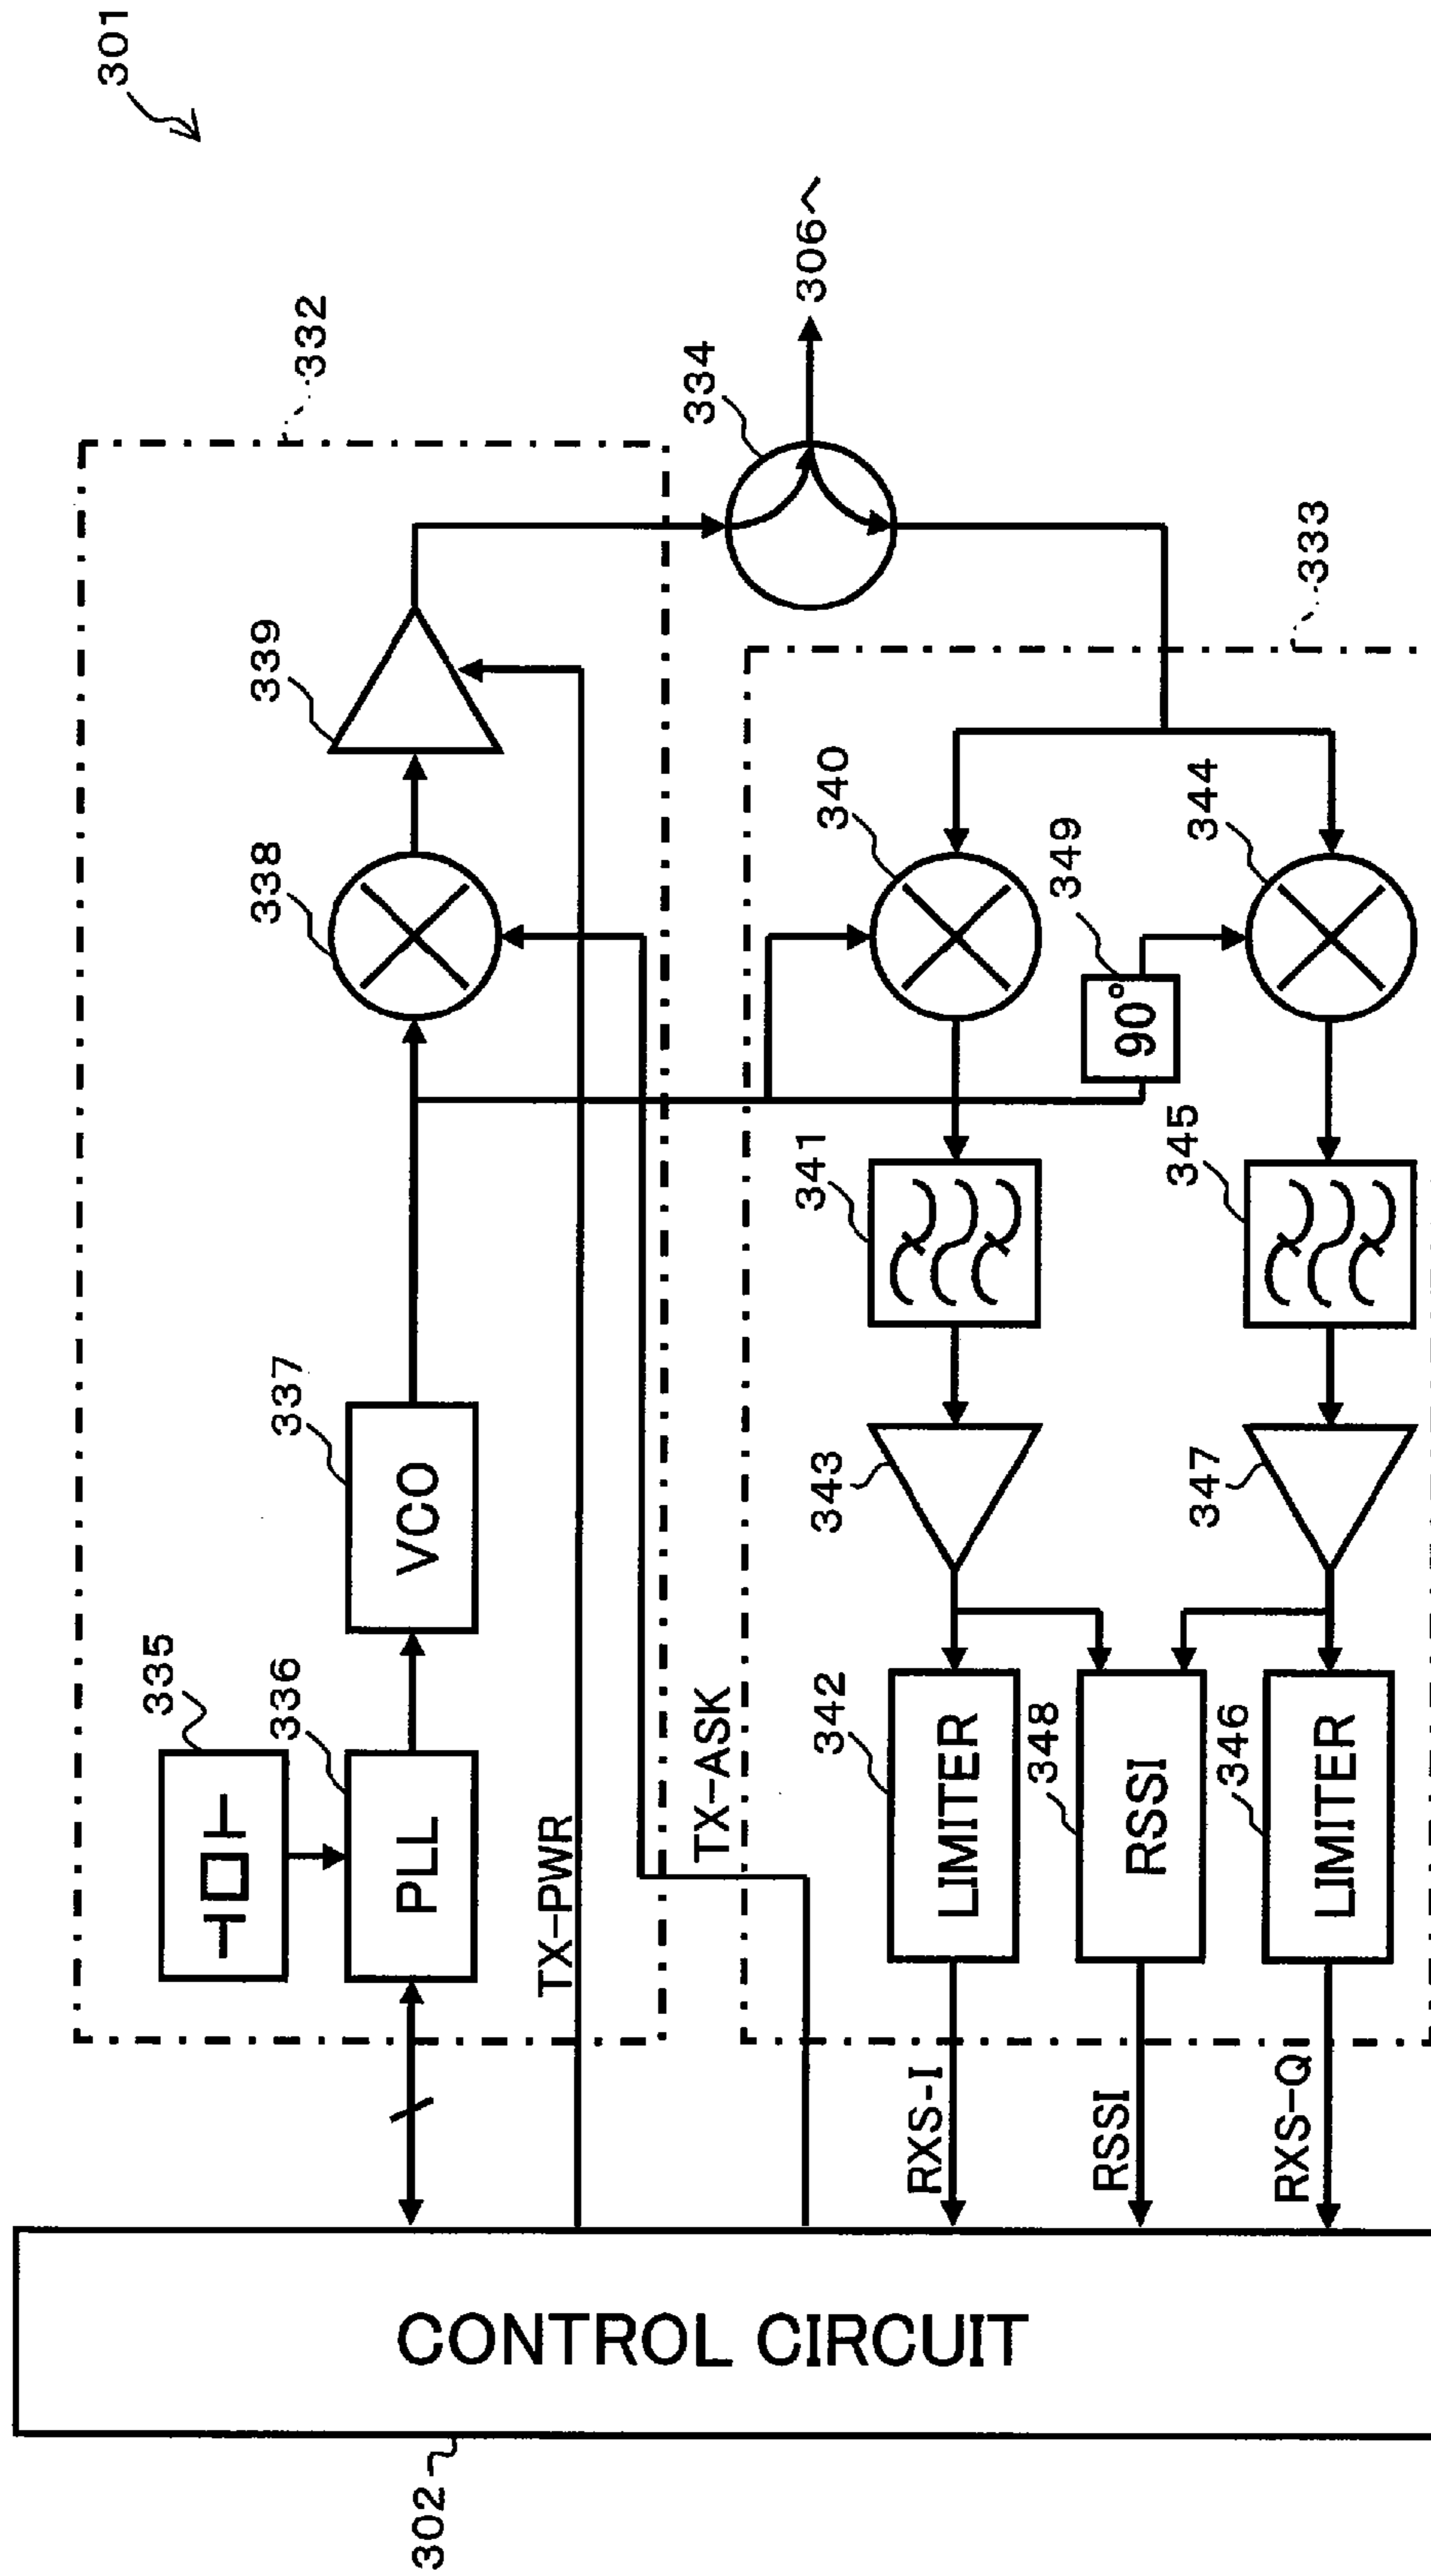 301
332
335
336
PLL
337
VCO
338
339
TX-PWR
TX-ASK
334
306~
333
340
341
343
342
LIMITER
RXS-I
349
90°
348
RSSI
RSSI
344
345
347
346
LIMITER
RXS-Q
302
CONTROL CIRCUIT